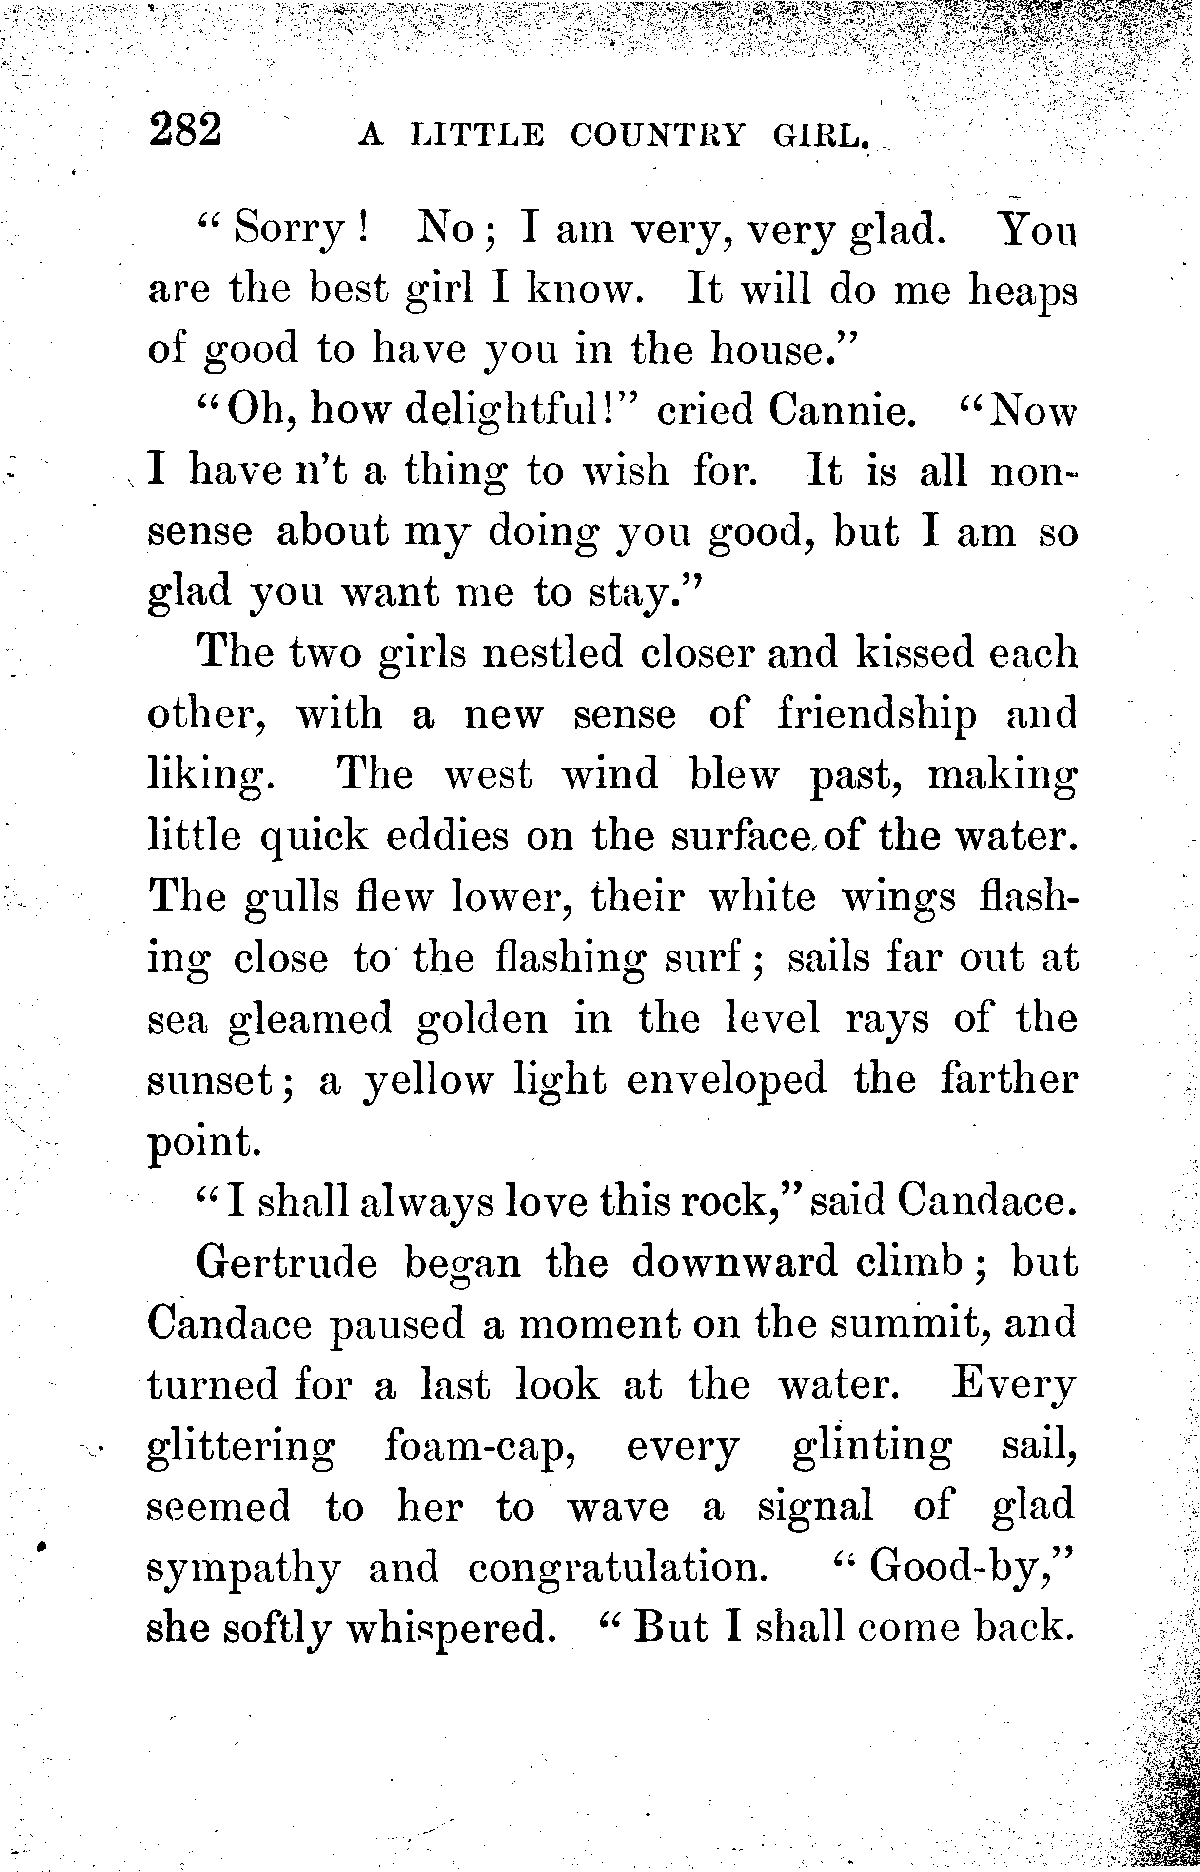 282 A LITTLE COUNTRY GIRL.
“ Sorry ! No ; I am very, very glad. You
are the best girl I know. It will do me heaps
of good to have you in the house.”
“Oh, how delightful!” cried Cannie. “Now
I have n’t a thing to wish for. It is all non-
sense about my doing you good, but I am so
glad you want me to stay.”
The two girls nestled closer and kissed each
other, with a new sense of friendship and
liking. The west wind blew past, making
little quick eddies on the surface of the water.
The gulls flew lower, their white wings flash-
ing close to the flashing surf ; sails far out at
sea gleamed golden in the level rays of the
sunset ; a yellow light enveloped the farther
point.
“I shall always love this rock,” said Candace.
Gertrude began the downward climb ; but
Candace paused a moment on the summit, and
turned for a last look at the water. Every
glittering foam-cap, every glinting sail,
seemed to her to wave a signal of glad
sympathy and congratulation. “ Good-by,”
she softly whispered. “ But I shall come back.